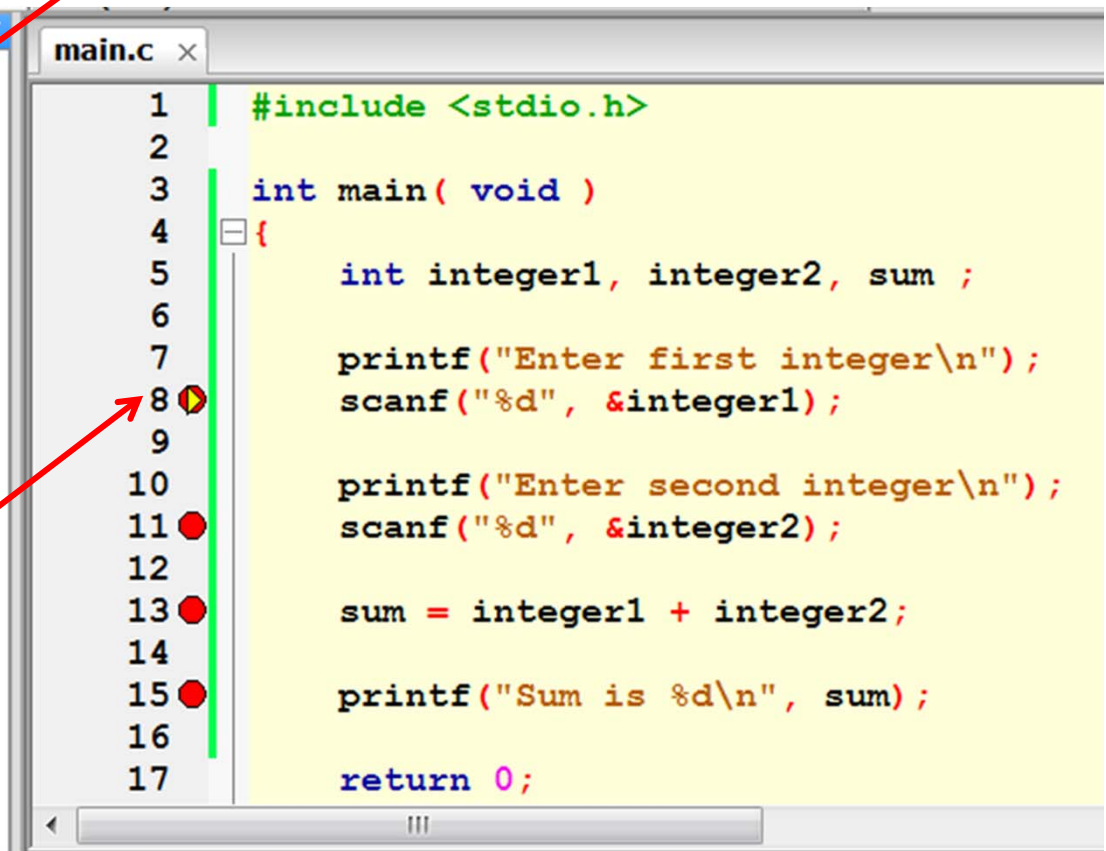 main.c ×
1 #include <stdio.h>
2
3 int main( void )
4 {
5 int integer1, integer2, sum ;
6
7 printf("Enter first integer\n");
8 scanf("%d", &integer1);
9
10 printf("Enter second integer\n");
11 scanf("%d", &integer2);
12
13 sum = integer1 + integer2;
14
15 printf("Sum is %d\n", sum);
16
17 return 0;